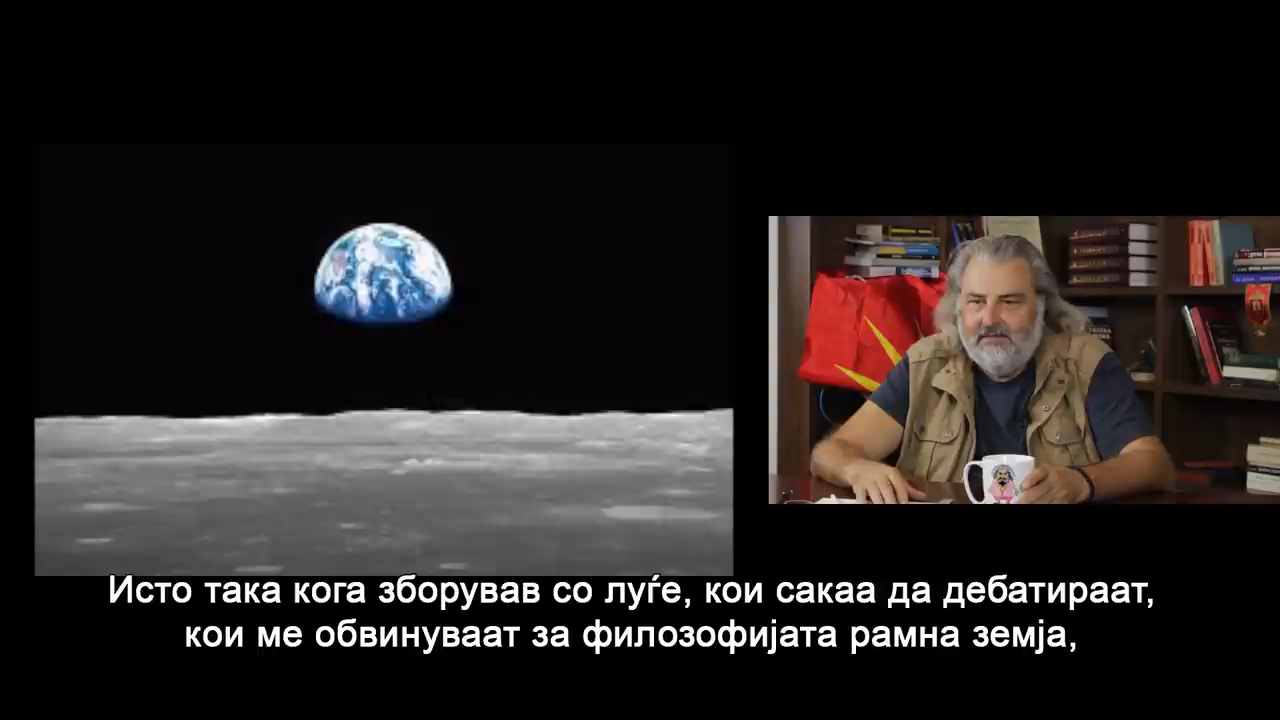 Исто така кога зборував со луѓе, кои сакаа да дебатираат,
кои ме обвинуваат за филозофијата рамна земја,